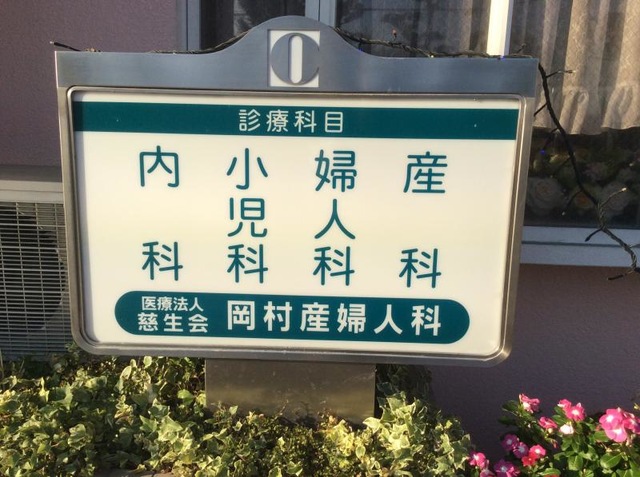 O
診療科目
産科
婦人科
小児科
内科
医療法人
慈生会
岡村産婦人科